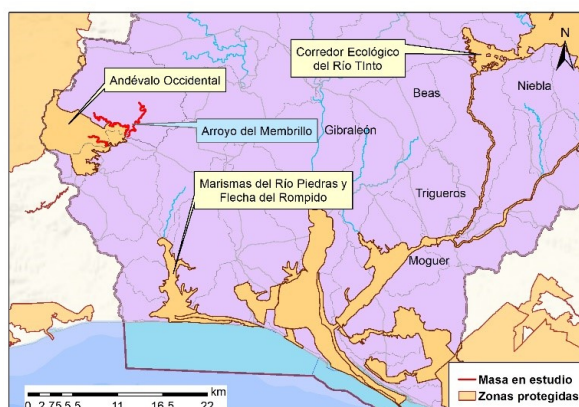 Corredor Ecológico
del Río TInto
N
Andévalo Occidental
Beas
Niebla
Arroyo del Membrillo
Gibraleón
Marismas del Río Piedras y
Flecha del Rompido
Trigueros
Moguer
km
0 2,75 5,5 11 16,5 22
Masa en estudio
Zonas protegidas